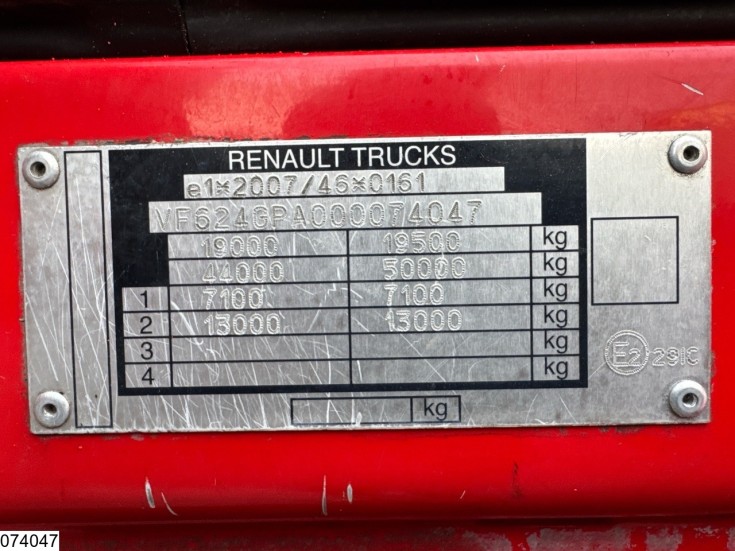 RENAULT TRUCKS
e1*2007/46*0161
VF624GPA000074047
19000 19500 kg
44000 50000 kg
1 7100 7100 kg
2 13000 13000 kg
3 kg
4 kg
kg
E2 291C
074047